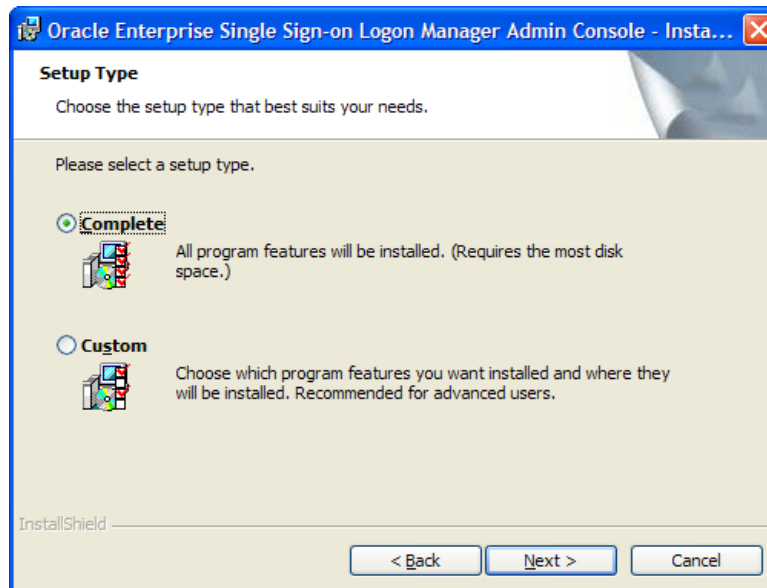 Oracle Enterprise Single Sign-on Logon Manager Admin Console - Insta...
Setup Type
Choose the setup type that best suits your needs.
Please select a setup type.
Complete
All program features will be installed. (Requires the most disk
space.)
Custom
Choose which program features you want installed and where they
will be installed. Recommended for advanced users.
InstallShield
< Back
Next >
Cancel